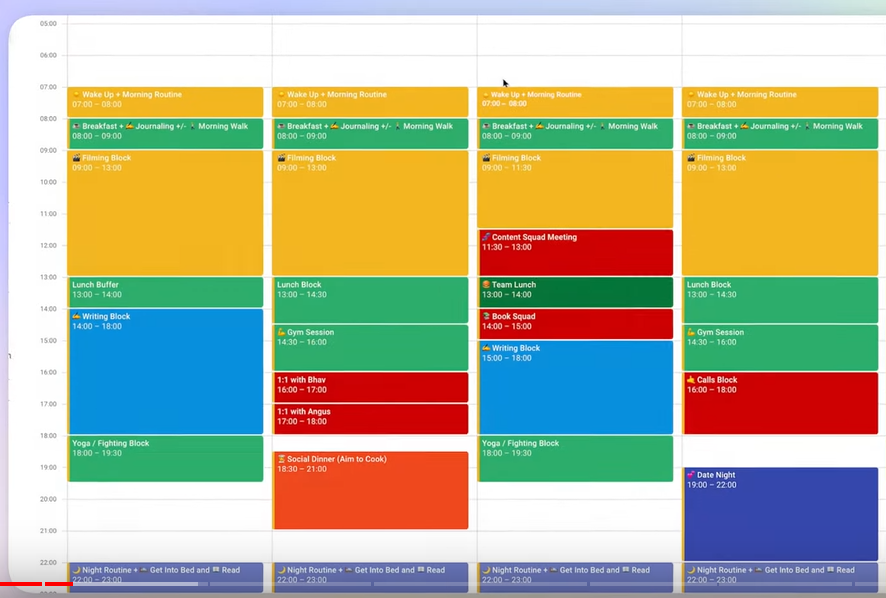 05:00
06:00
07:00
08:00
09:00
10:00
11:00
12:00
13:00
14:00
15:00
16:00
17:00
18:00
19:00
20:00
21:00
22:00
Wake Up + Morning Routine
07:00 – 08:00
Breakfast + ✍️ Journaling +/- 🚶 Morning Walk
08:00 – 09:00
🎬 Filming Block
09:00 – 13:00
Lunch Buffer
13:00 – 14:00
✍️ Writing Block
14:00 – 18:00
Yoga / Fighting Block
18:00 – 19:30
🌙 Night Routine + 🛏 Get Into Bed and 📖 Read
22:00 – 23:00
Wake Up + Morning Routine
07:00 – 08:00
Breakfast + ✍️ Journaling +/- 🚶 Morning Walk
08:00 – 09:00
🎬 Filming Block
09:00 – 13:00
Lunch Block
13:00 – 14:30
💪 Gym Session
14:30 – 16:00
1:1 with Bhav
16:00 – 17:00
1:1 with Angus
17:00 – 18:00
Social Dinner (Aim to Cook)
18:30 – 21:00
🌙 Night Routine + 🛏 Get Into Bed and 📖 Read
22:00 – 23:00
Wake Up + Morning Routine
07:00 – 08:00
Breakfast + ✍️ Journaling +/- 🚶 Morning Walk
08:00 – 09:00
🎬 Filming Block
09:00 – 11:30
Content Squad Meeting
11:30 – 13:00
Team Lunch
13:00 – 14:00
Book Squad
14:00 – 15:00
✍️ Writing Block
15:00 – 18:00
Yoga / Fighting Block
18:00 – 19:30
🌙 Night Routine + 🛏 Get Into Bed and 📖 Read
22:00 – 23:00
Wake Up + Morning Routine
07:00 – 08:00
Breakfast + ✍️ Journaling +/- 🚶 Morning Walk
08:00 – 09:00
🎬 Filming Block
09:00 – 13:00
Lunch Block
13:00 – 14:30
💪 Gym Session
14:30 – 16:00
🤙 Calls Block
16:00 – 18:00
💕 Date Night
19:00 – 22:00
🌙 Night Routine + 🛏 Get Into Bed and 📖 Read
22:00 – 23:00